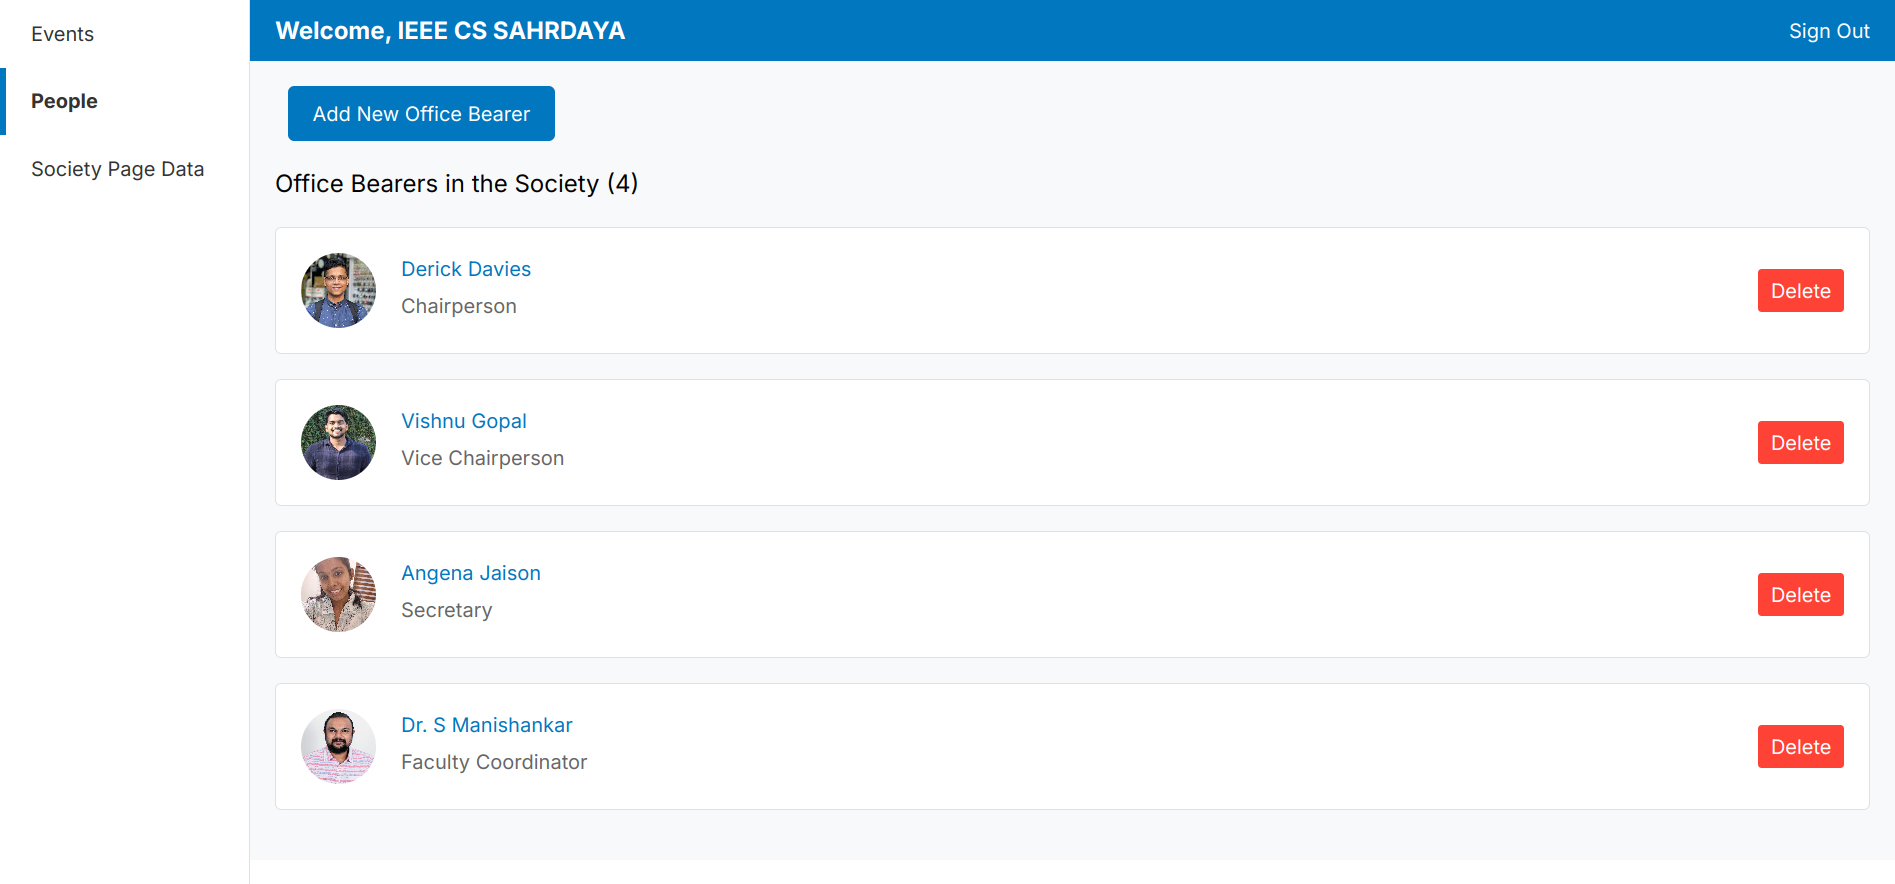 Events
People
Society Page Data
Welcome, IEEE CS SAHRDAYA
Sign Out
Add New Office Bearer
Office Bearers in the Society (4)
Derick Davies
Chairperson
Delete
Vishnu Gopal
Vice Chairperson
Delete
Angena Jaison
Secretary
Delete
Dr. S Manishankar
Faculty Coordinator
Delete